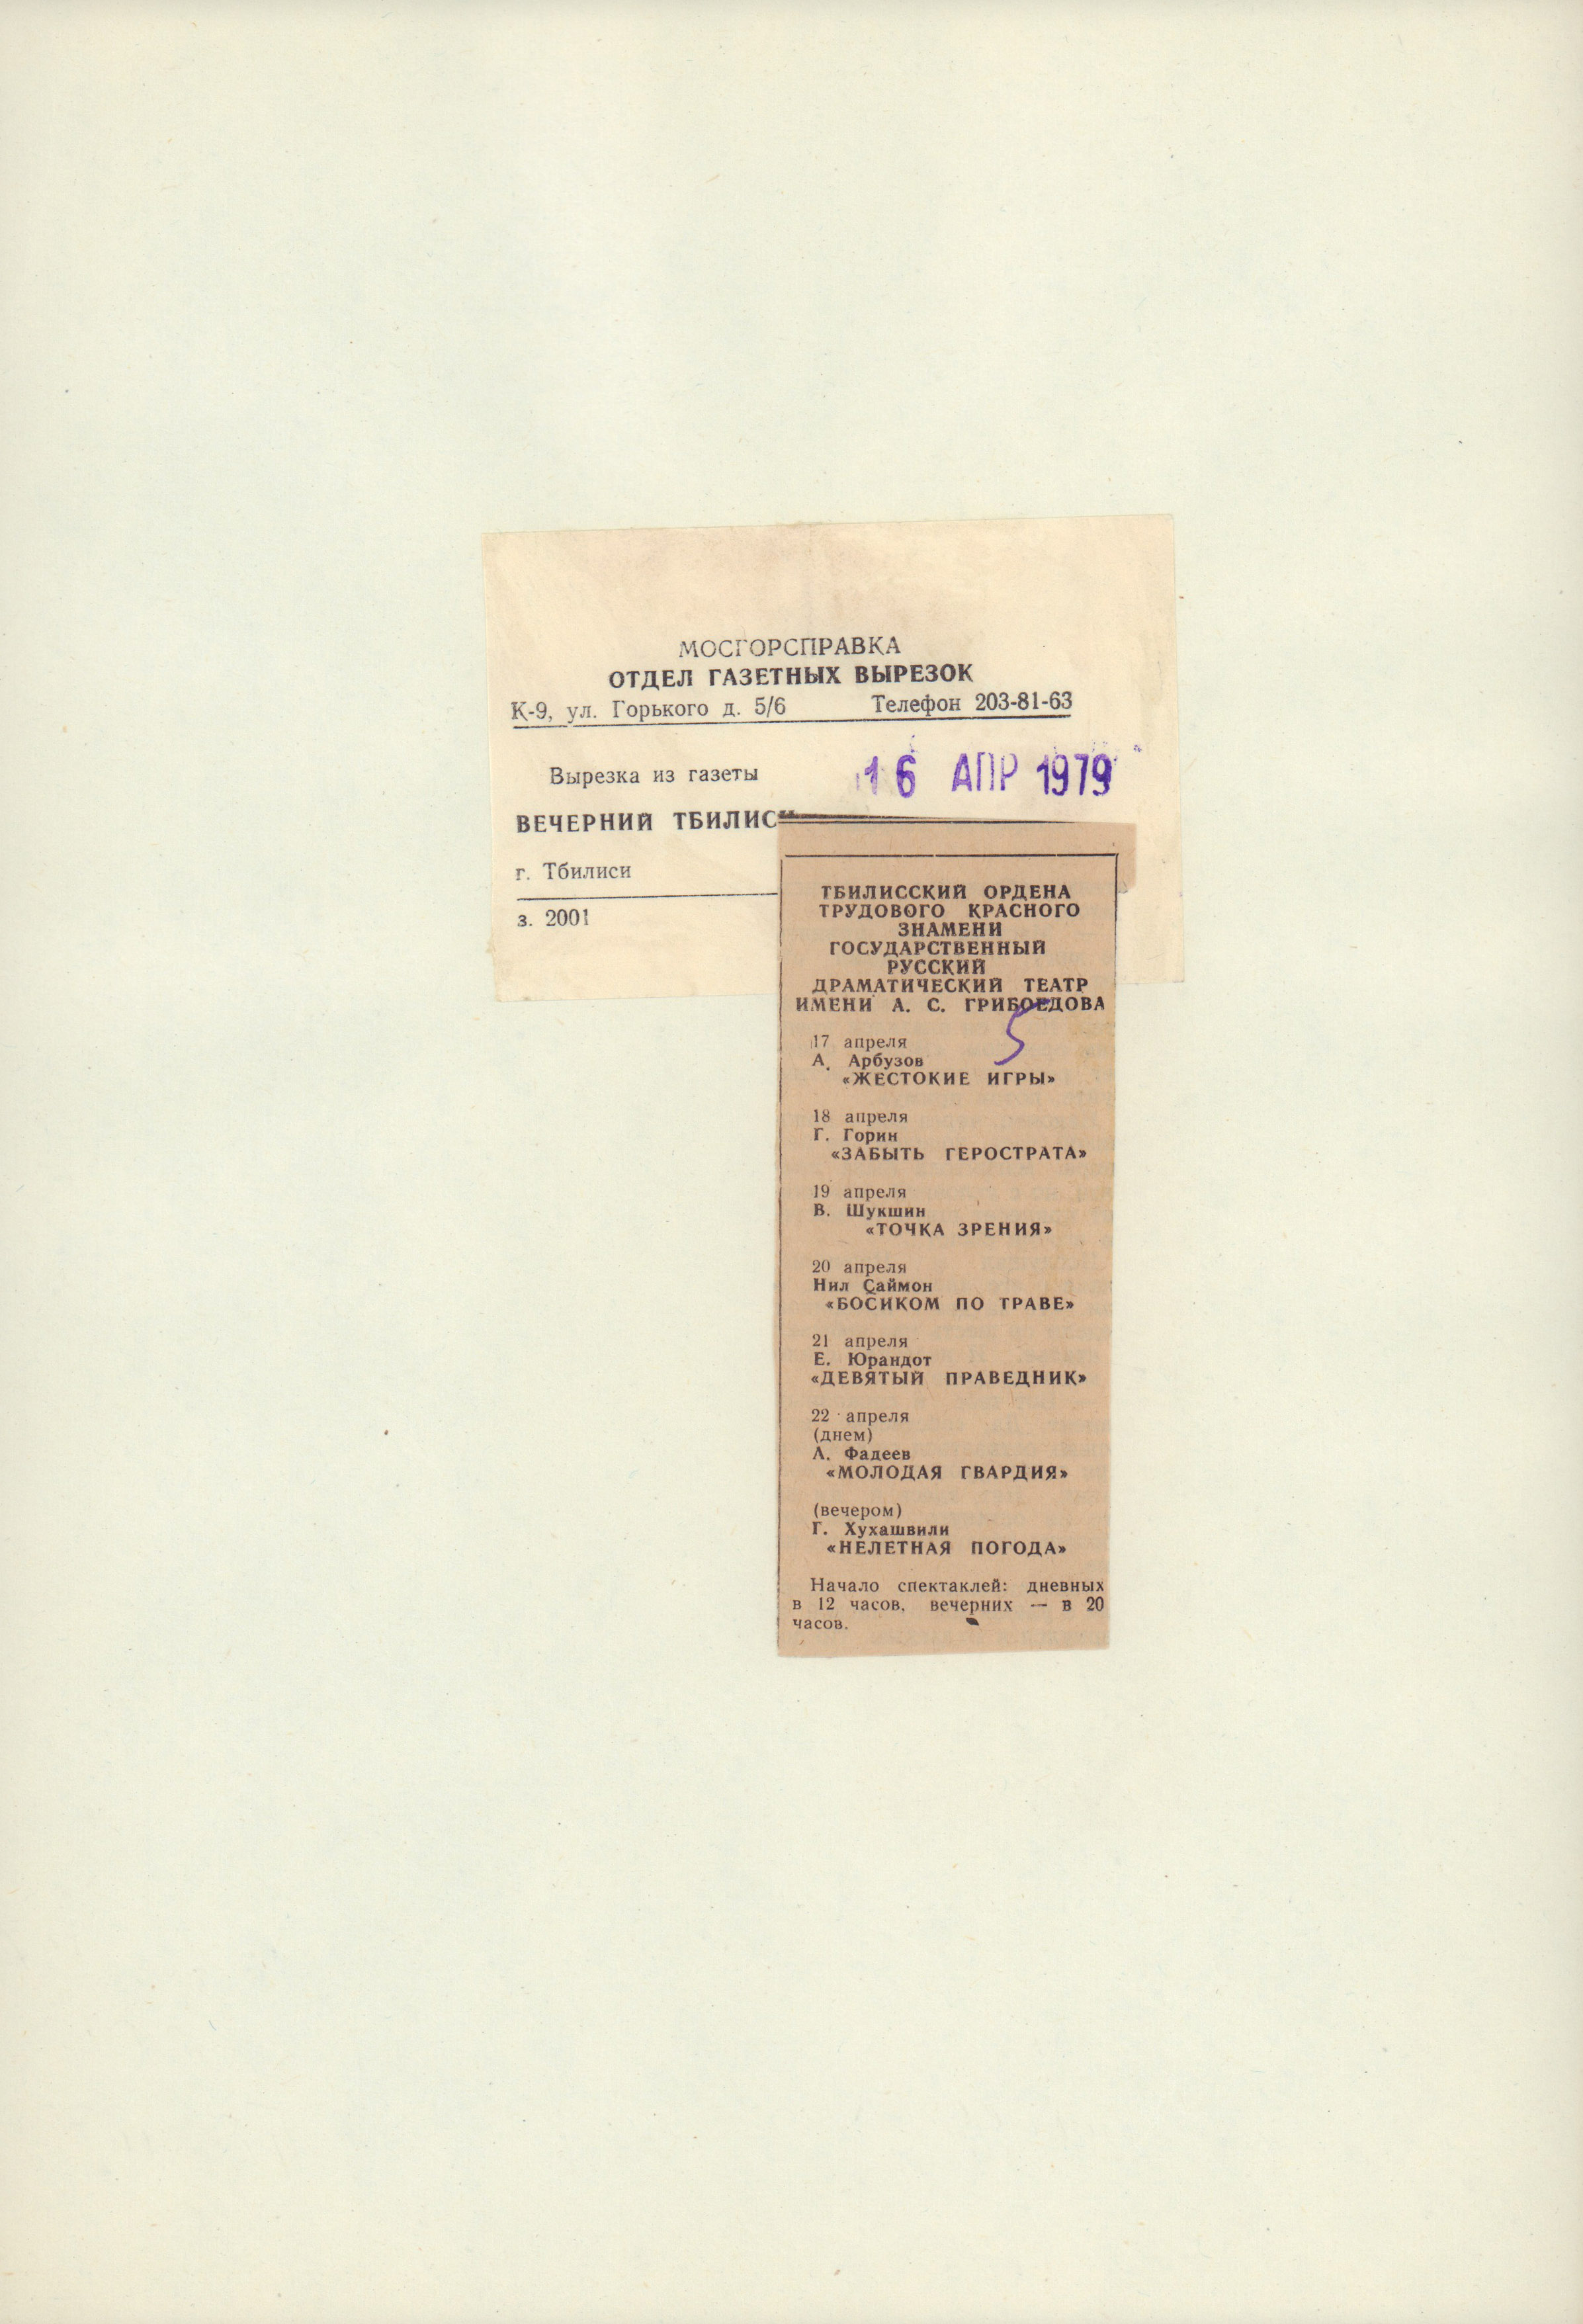 МОСГОРСПРАВКА
ОТДЕЛ ГАЗЕТНЫХ ВЫРЕЗОК
К-9, ул. Горького д. 5/6 Телефон 203-81-63
Вырезка из газеты
16 АПР 1979
ВЕЧЕРНИЙ ТБИЛИСИ
г. Тбилиси
з. 2001
ТБИЛИССКИЙ ОРДЕНА
ТРУДОВОГО КРАСНОГО
ЗНАМЕНИ
ГОСУДАРСТВЕННЫЙ
РУССКИЙ
ДРАМАТИЧЕСКИЙ ТЕАТР
ИМЕНИ А. С. ГРИБОЕДОВА
5
17 апреля
А. Арбузов
«ЖЕСТОКИЕ ИГРЫ»
18 апреля
Г. Горин
«ЗАБЫТЬ ГЕРОСТРАТА»
19 апреля
В. Шукшин
«ТОЧКА ЗРЕНИЯ»
20 апреля
Нил Саймон
«БОСИКОМ ПО ТРАВЕ»
21 апреля
Е. Юрандот
«ДЕВЯТЫЙ ПРАВЕДНИК»
22 апреля
(днем)
А. Фадеев
«МОЛОДАЯ ГВАРДИЯ»
(вечером)
Г. Хухашвили
«НЕЛЕТНАЯ ПОГОДА»
Начало спектаклей: дневных
в 12 часов, вечерних — в 20
часов.